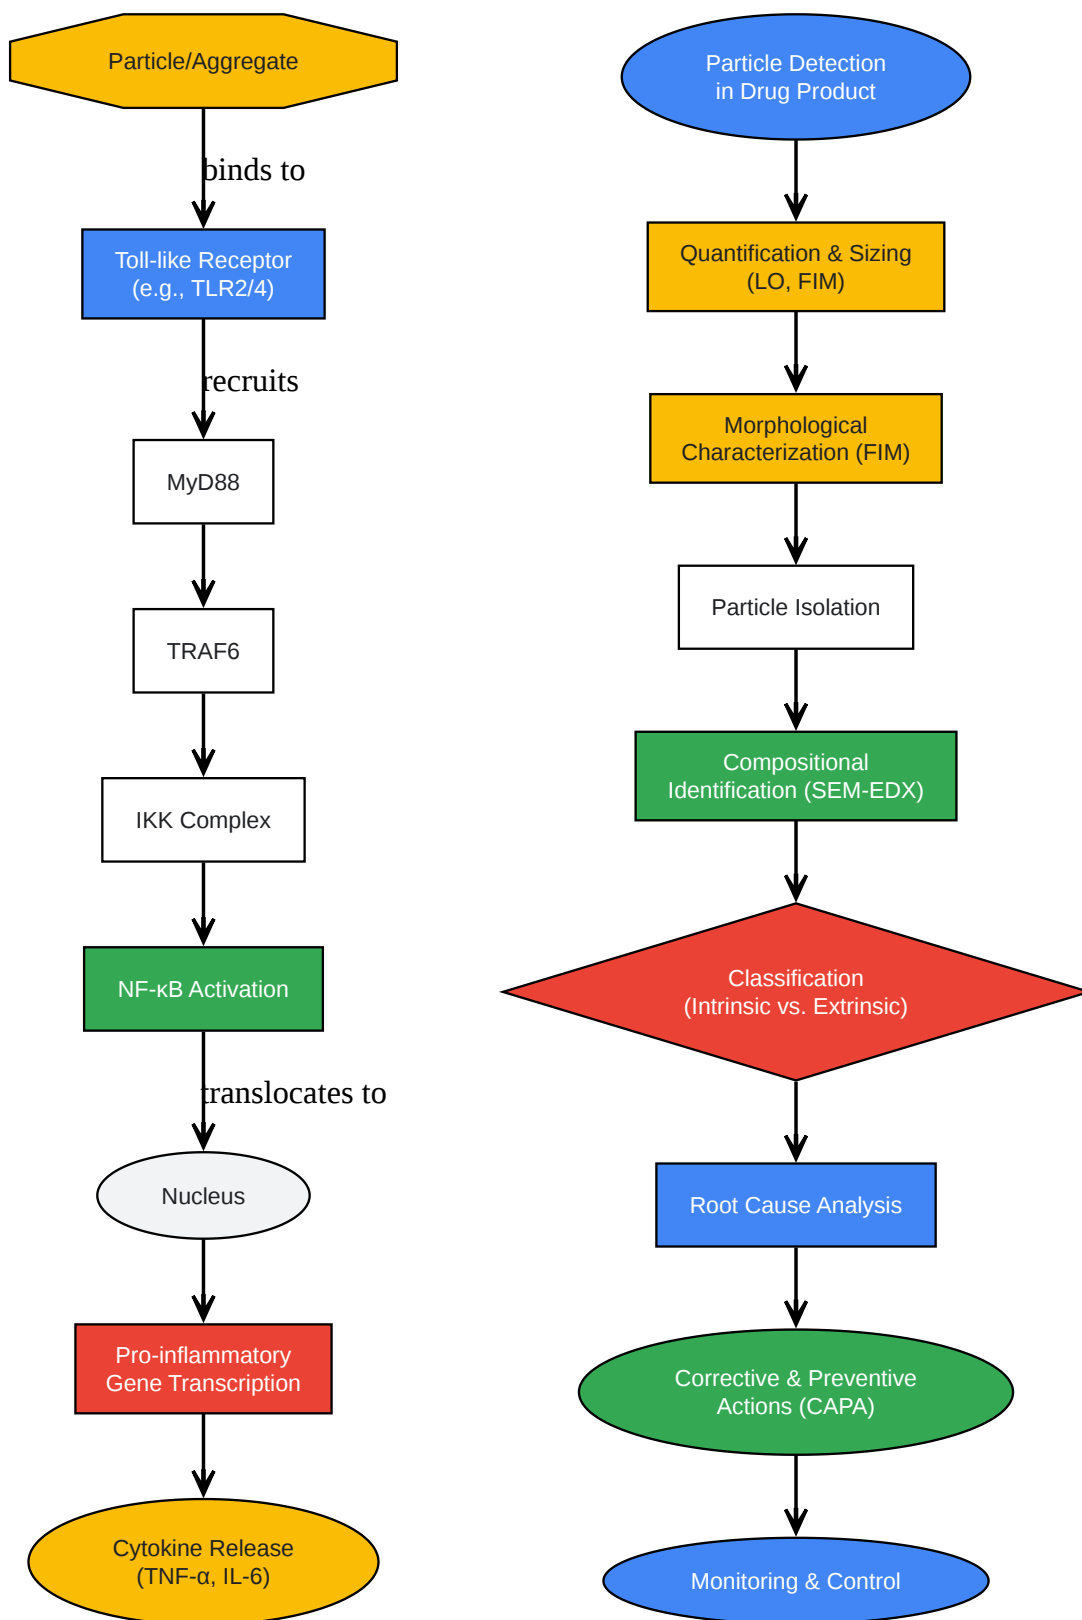 Particle/Aggregate
binds to
Toll-like Receptor
(e.g., TLR2/4)
recruits
MyD88
TRAF6
IKK Complex
NF-κB Activation
translocates to
Nucleus
Pro-inflammatory
Gene Transcription
Cytokine Release
(TNF-α, IL-6)
Particle Detection
in Drug Product
Quantification & Sizing
(LO, FIM)
Morphological
Characterization (FIM)
Particle Isolation
Compositional
Identification (SEM-EDX)
Classification
(Intrinsic vs. Extrinsic)
Root Cause Analysis
Corrective & Preventive
Actions (CAPA)
Monitoring & Control